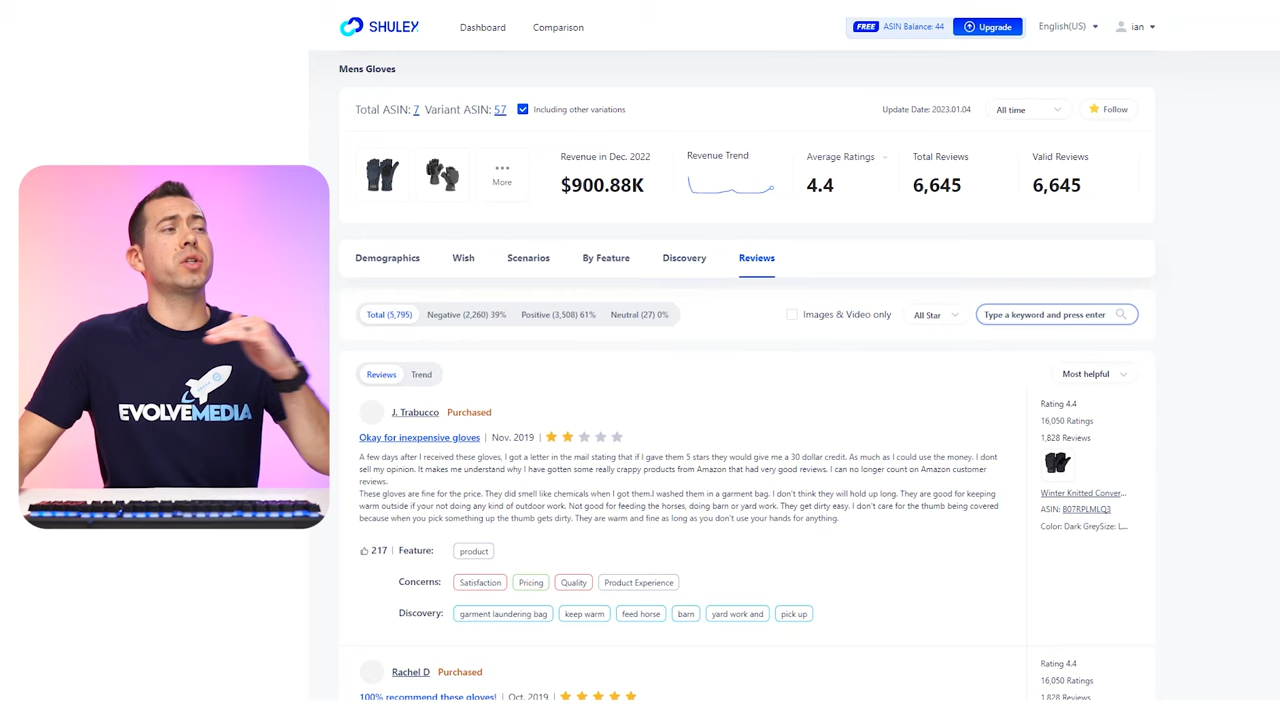 SHULEX
Dashboard
Comparison
FREE ASIN Balance: 44
Upgrade
English(US)
ian
Mens Gloves
Total ASIN: 7 Variant ASIN: 57
Including other variations
Update Date: 2023.01.04
All time
Follow
More
Revenue in Dec. 2022
$900.88K
Revenue Trend
Average Ratings
4.4
Total Reviews
6,645
Valid Reviews
6,645
Demographics
Wish
Scenarios
By Feature
Discovery
Reviews
Total (5,795)
Negative (2,260) 39%
Positive (3,508) 61%
Neutral (27) 0%
Images & Video only
All Star
Type a keyword and press enter
Reviews
Trend
Most helpful
J. Trabucco Purchased
Okay for inexpensive gloves | Nov. 2019 |
A few days after I received these gloves, I got a letter in the mail stating that if I gave them 5 stars they would give me a 30 dollar credit. As much as I could use the money. I dont
sell my opinion. It makes me understand why I have gotten some really crappy products from Amazon that had very good reviews. I can no longer count on Amazon customer
reviews.
These gloves are fine for the price. They did smell like chemicals when I got them.I washed them in a garment bag. I don't think they will hold up long. They are good for keeping
warm outside if your not doing any kind of outdoor work. Not good for feeding the horses, doing barn or yard work. They get dirty easy. I don't care for the thumb being covered
because when you pick something up the thumb gets dirty. They are warm and fine as long as you don't use your hands for anything.
217 | Feature: product
Concerns: Satisfaction Pricing Quality Product Experience
Discovery: garment laundering bag keep warm feed horse barn yard work and pick up
Rating 4.4
16,050 Ratings
1,828 Reviews
Winter Knitted Conver...
ASIN: B07RPLMLQ3
Color: Dark GreySize: L...
Rachel D Purchased
100% recommend these gloves! | Oct. 2019 |
Rating 4.4
16,050 Ratings
1,828 Reviews
EVOLVEMEDIA